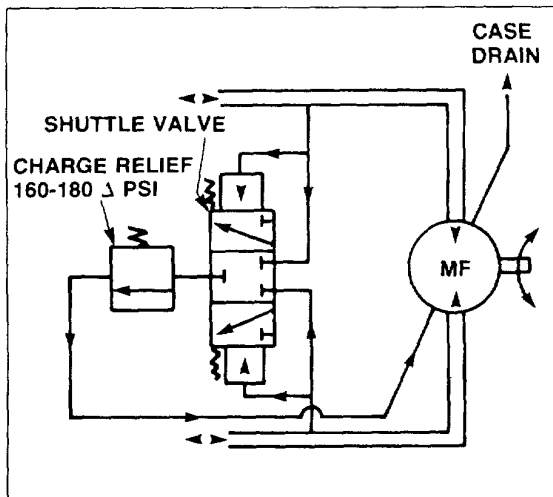 CASE
DRAIN
SHUTTLE VALVE
CHARGE RELIEF
160-180 Δ PSI
MF